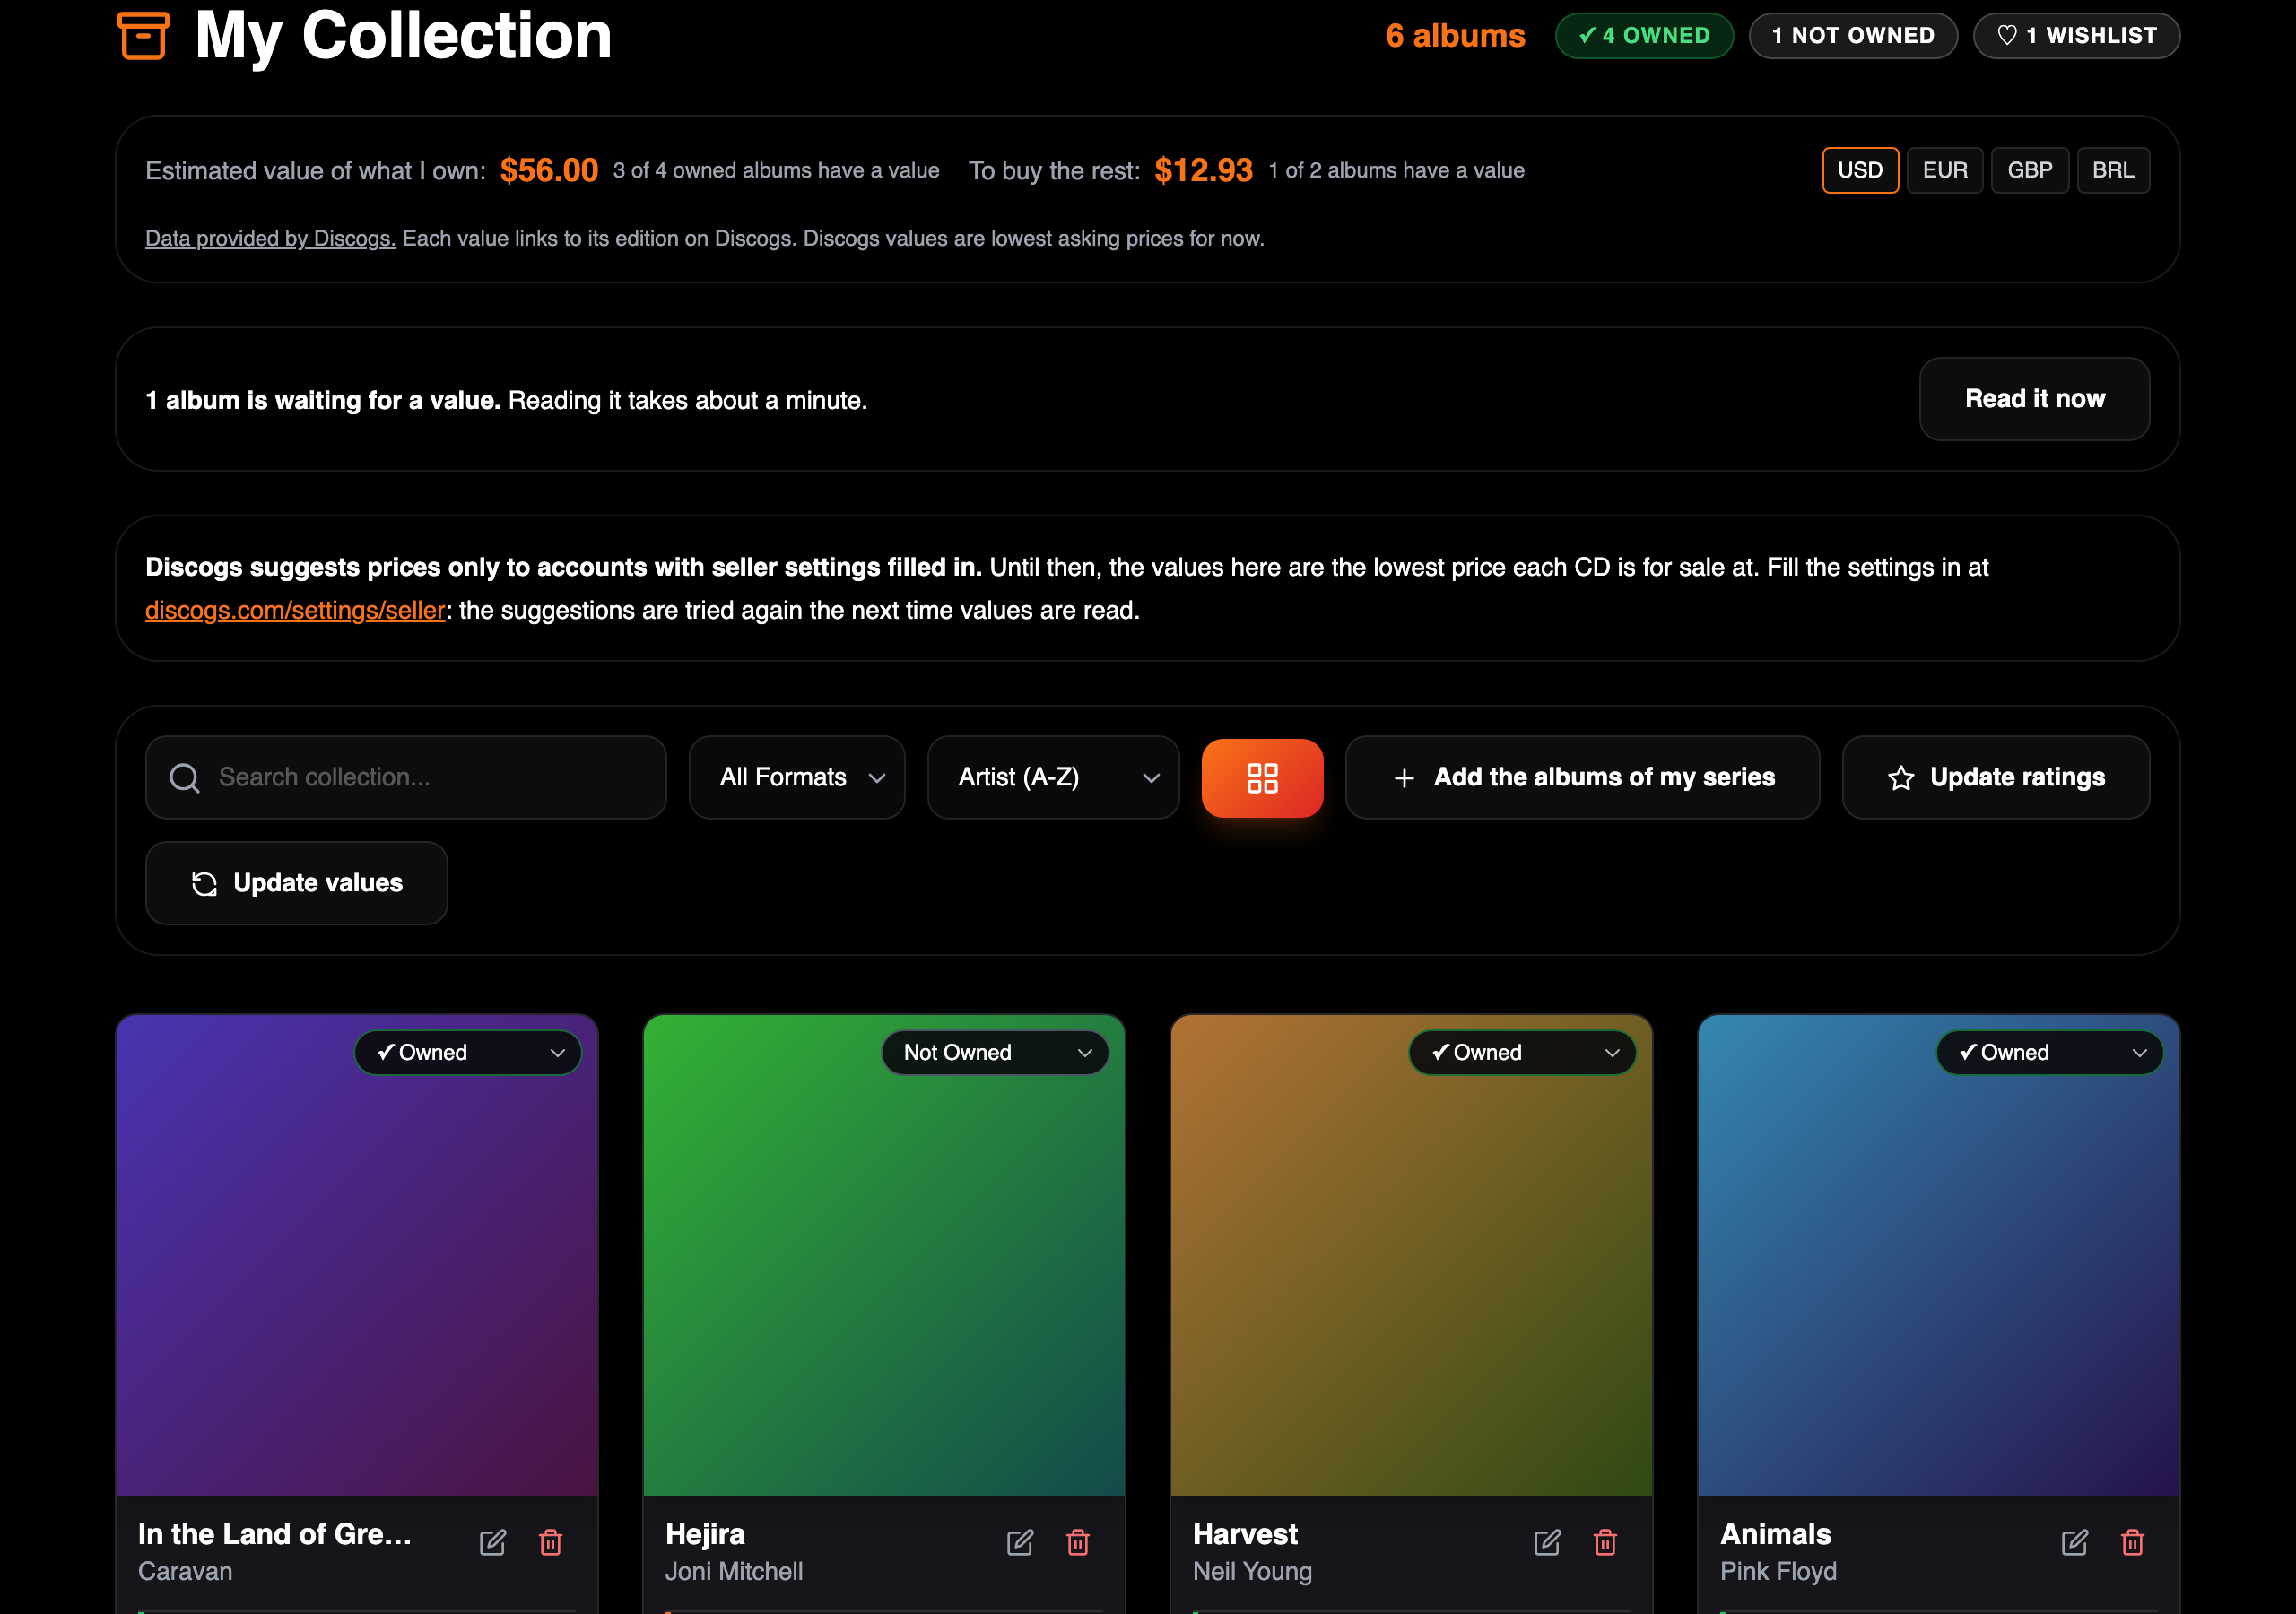 My Collection
6 albums
✓ 4 OWNED
1 NOT OWNED
♡ 1 WISHLIST
Estimated value of what I own: $56.00 3 of 4 owned albums have a value To buy the rest: $12.93 1 of 2 albums have a value
USD
EUR
GBP
BRL
Data provided by Discogs. Each value links to its edition on Discogs. Discogs values are lowest asking prices for now.
1 album is waiting for a value. Reading it takes about a minute.
Read it now
Discogs suggests prices only to accounts with seller settings filled in. Until then, the values here are the lowest price each CD is for sale at. Fill the settings in at
discogs.com/settings/seller: the suggestions are tried again the next time values are read.
Search collection...
All Formats
Artist (A-Z)
+ Add the albums of my series
Update ratings
Update values
✓ Owned
Not Owned
✓ Owned
✓ Owned
In the Land of Gre...
Caravan
Hejira
Joni Mitchell
Harvest
Neil Young
Animals
Pink Floyd